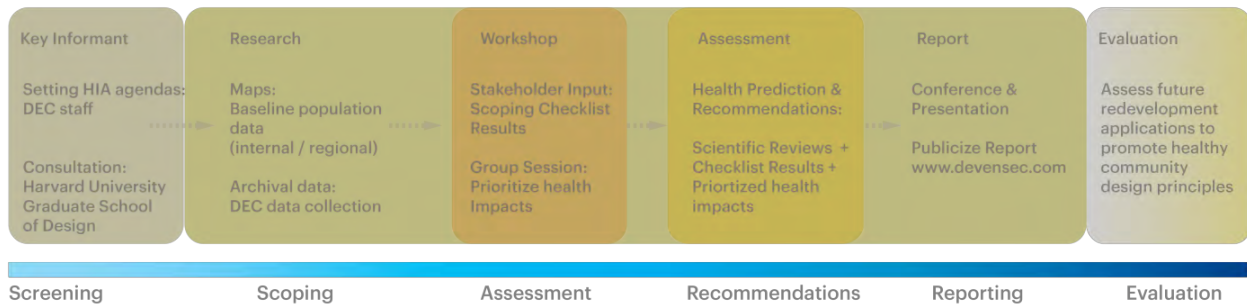 Key Informant
Setting HIA agendas:
DEC staff
Consultation:
Harvard University
Graduate School
of Design
Research
Maps:
Baseline population
data
(internal / regional)
Archival data:
DEC data collection
Workshop
Stakeholder Input:
Scoping Checklist
Results
Group Session:
Prioritize health
Impacts
Assessment
Health Prediction &
Recommendations:
Scientific Reviews +
Checklist Results +
Priortized health
impacts
Report
Conference &
Presentation
Publicize Report
www.devensec.com
Evaluation
Assess future
redevelopment
applications to
promote healthy
community
design principles
Screening
Scoping
Assessment
Recommendations
Reporting
Evaluation